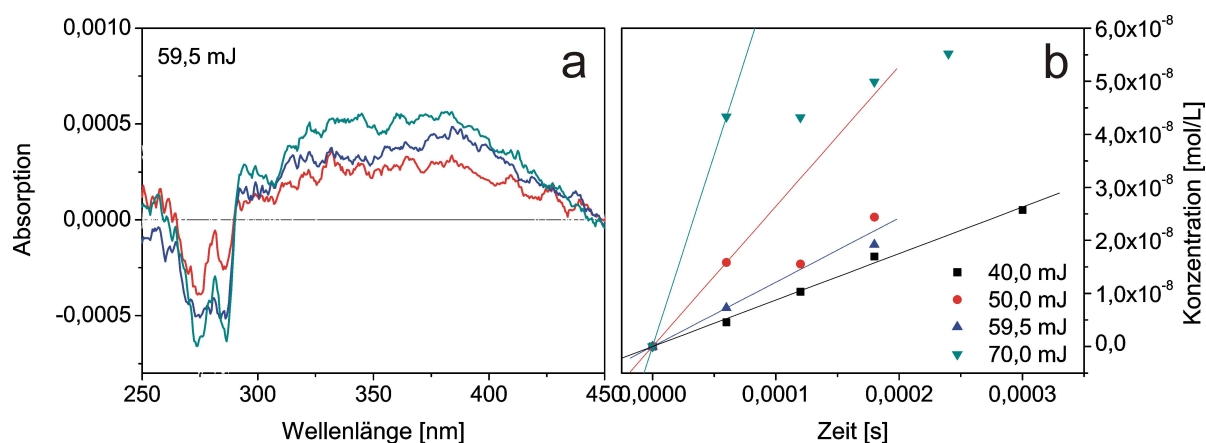 0,0010
0,0005
0,0000
-0,0005
Absorption
59,5 mJ
a
250
300
350
400
450
Wellenlänge [nm]
b
6,0x10-8
5,0x10-8
4,0x10-8
3,0x10-8
2,0x10-8
1,0x10-8
0,0
Konzentration [mol/L]
40,0 mJ
50,0 mJ
59,5 mJ
70,0 mJ
0,0000
0,0001
0,0002
0,0003
Zeit [s]